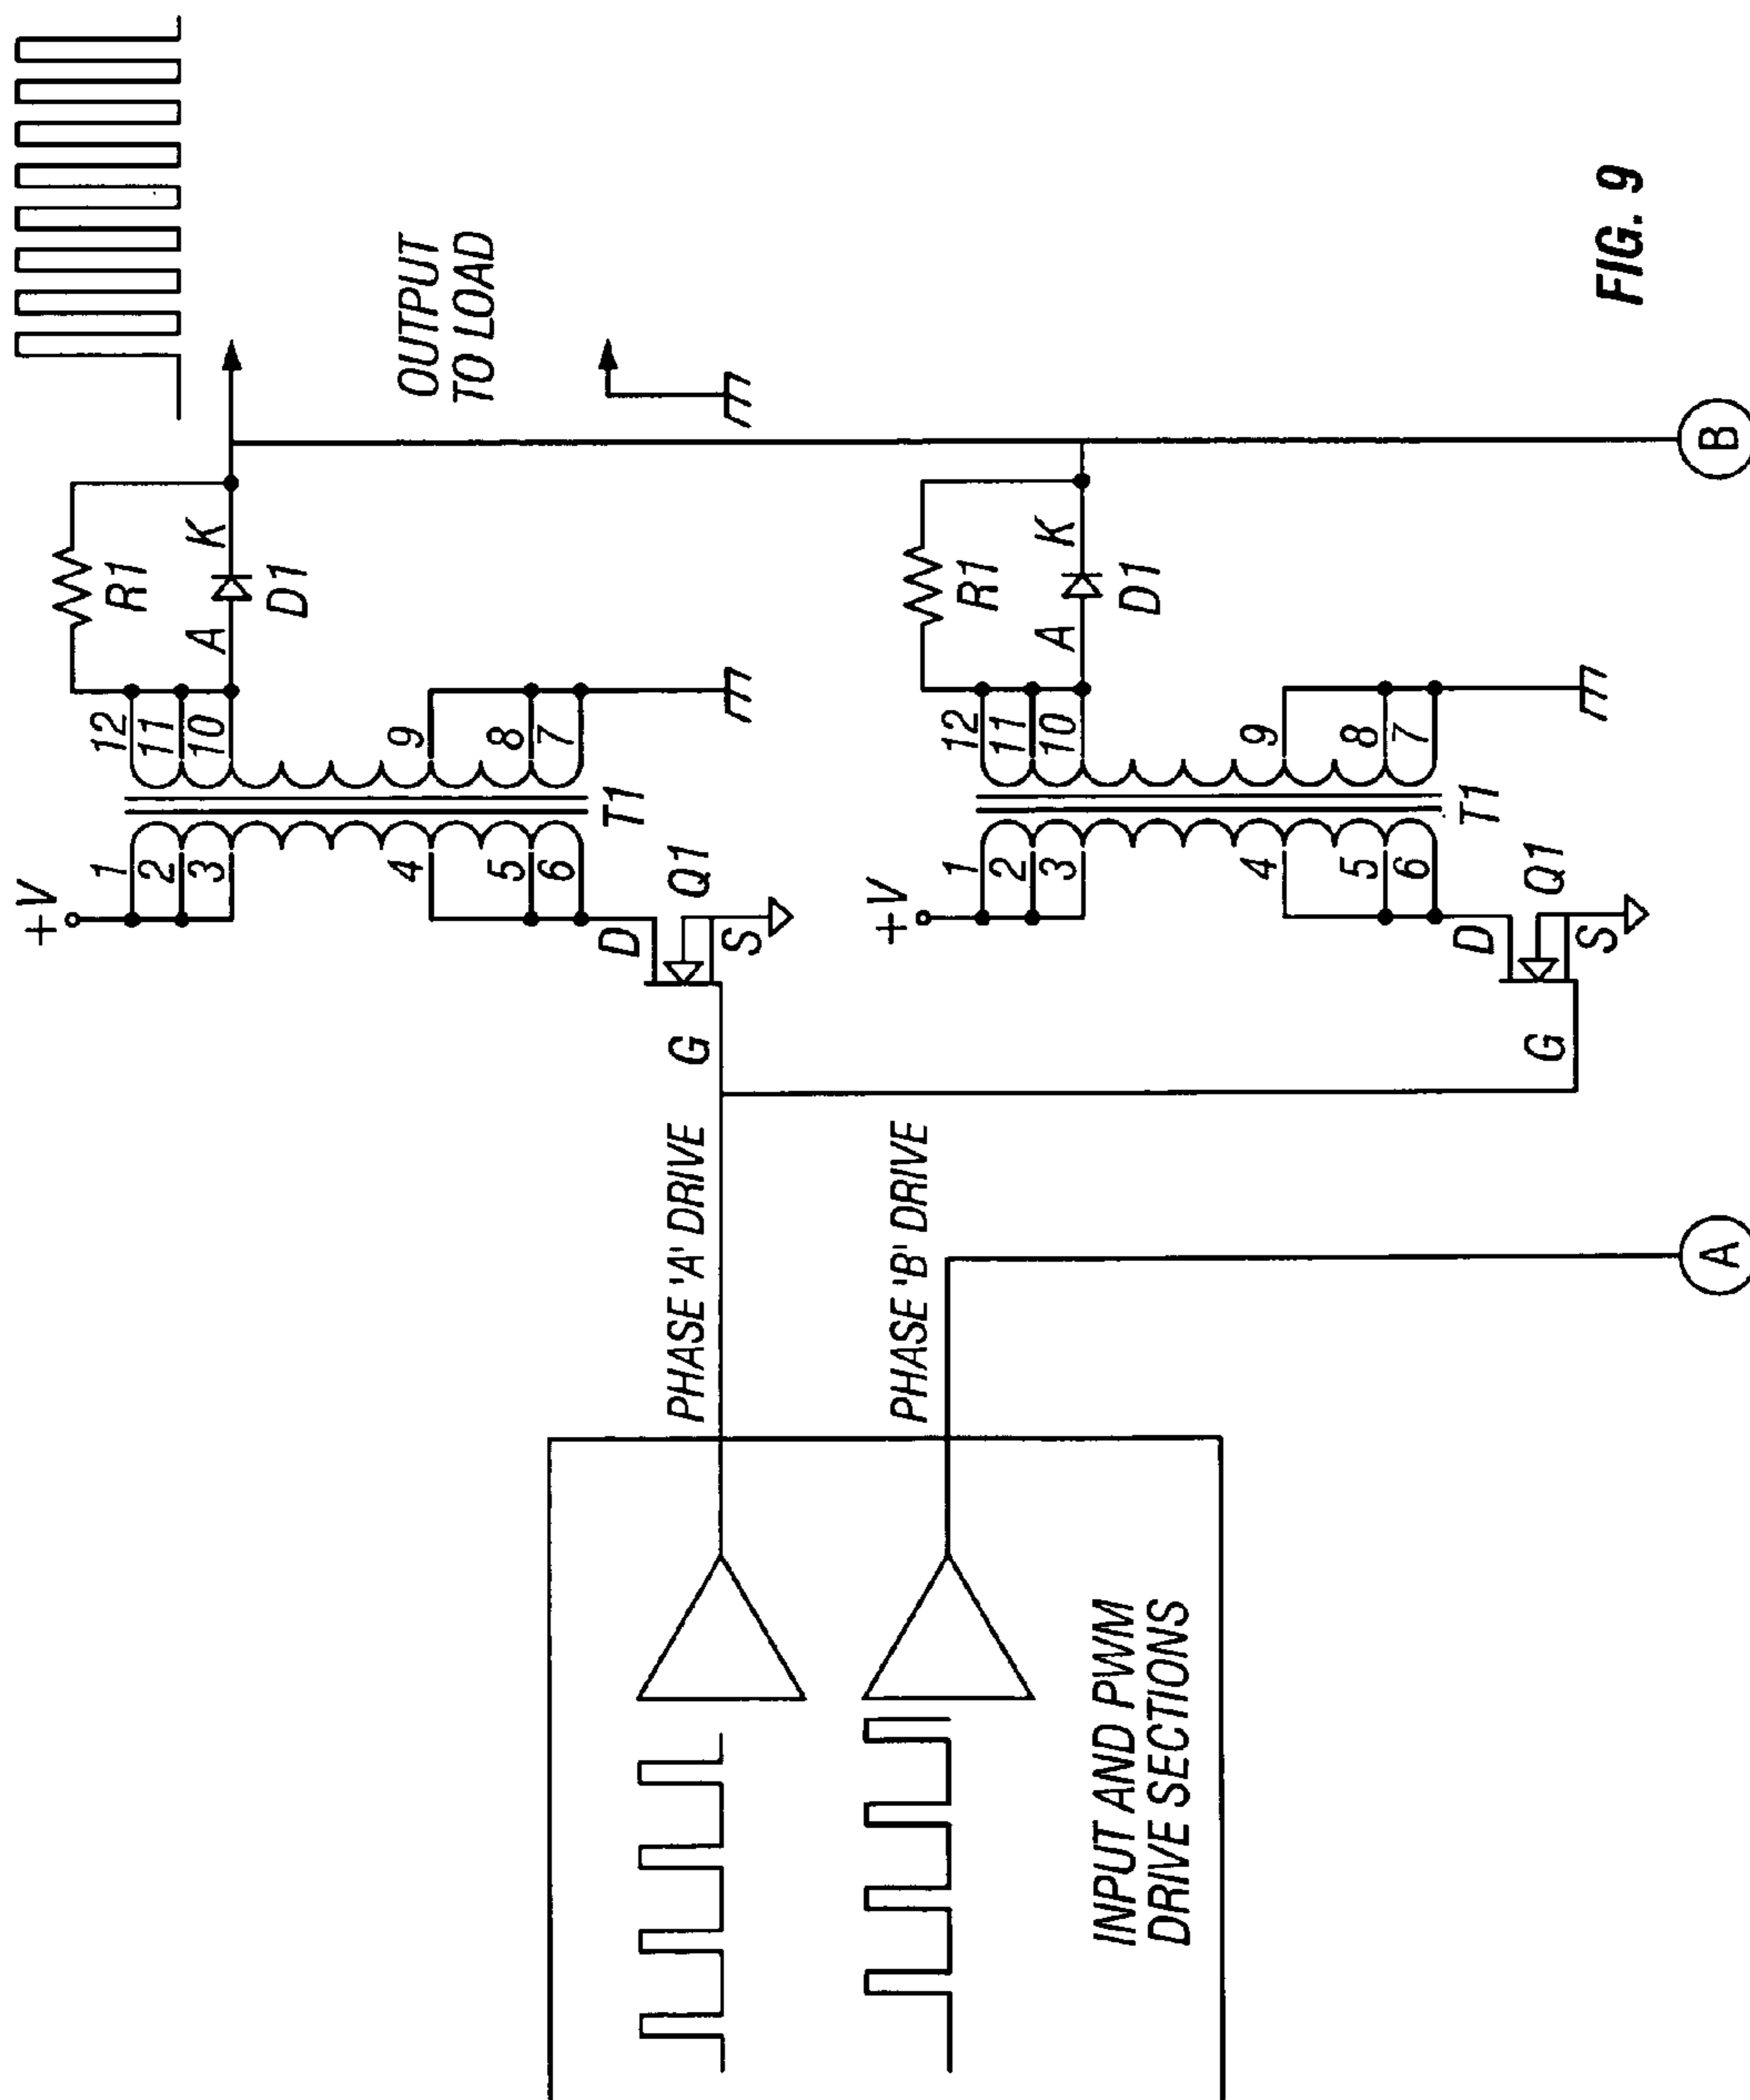 +V
1
2
3
4
5
6
D
G
S
Q1
T1
12
11
10
9
8
7
R1
A
K
D1
OUTPUT
TO LOAD
PHASE 'A' DRIVE
PHASE 'B' DRIVE
INPUT AND PWM
DRIVE SECTIONS
+V
1
2
3
4
5
6
D
G
S
Q1
T1
12
11
10
9
8
7
R1
A
K
D1
A
B
FIG. 9